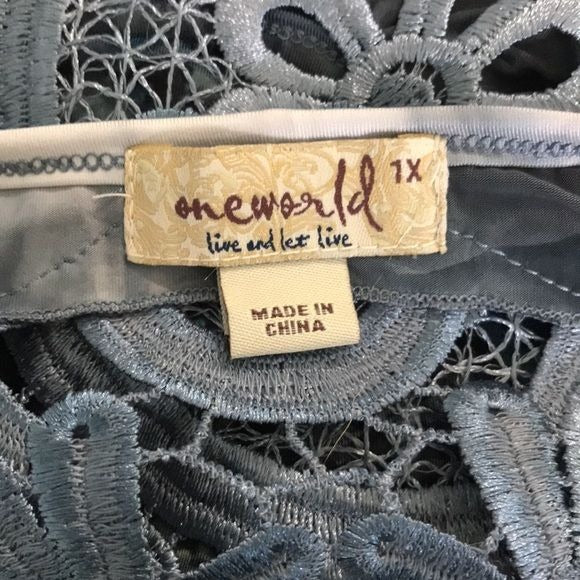 oneworld 1X
live and let live
MADE IN
CHINA